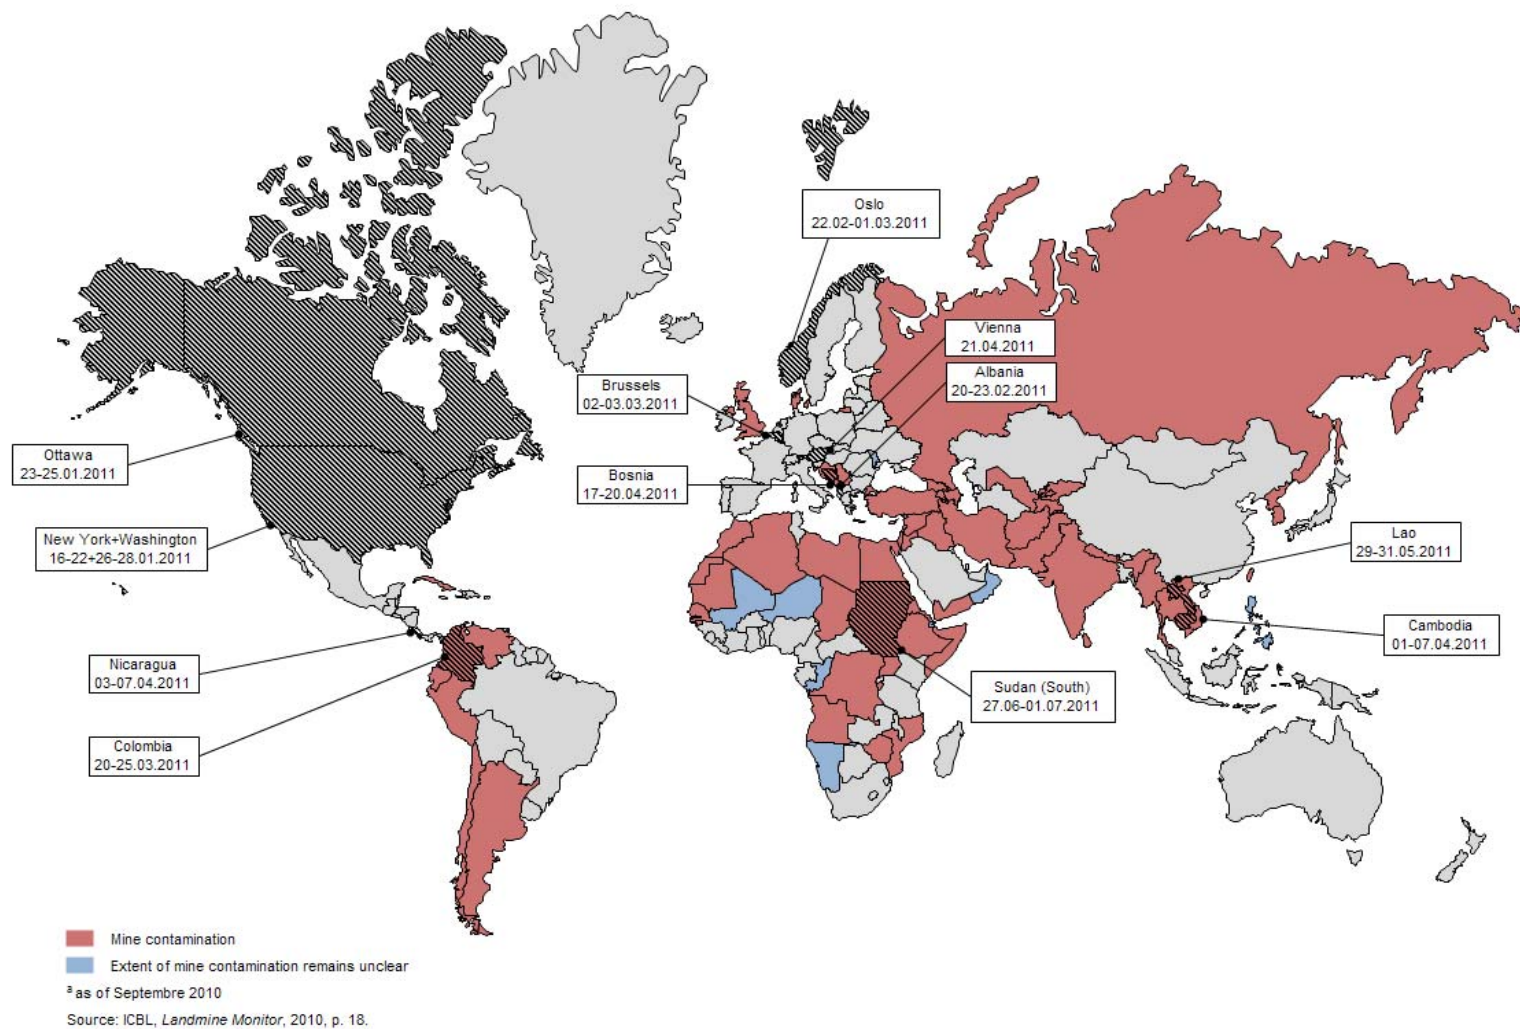 Oslo
22.02-01.03.2011
Vienna
21.04.2011
Albania
20-23.02.2011
Brussels
02-03.03.2011
Ottawa
23-25.01.2011
Bosnia
17-20.04.2011
New York+Washington
16-22+26-28.01.2011
Lao
29-31.05.2011
Cambodia
01-07.04.2011
Nicaragua
03-07.04.2011
Sudan (South)
27.06-01.07.2011
Colombia
20-25.03.2011
Mine contamination
Extent of mine contamination remains unclear
a as of Septembre 2010
Source: ICBL, Landmine Monitor, 2010, p. 18.